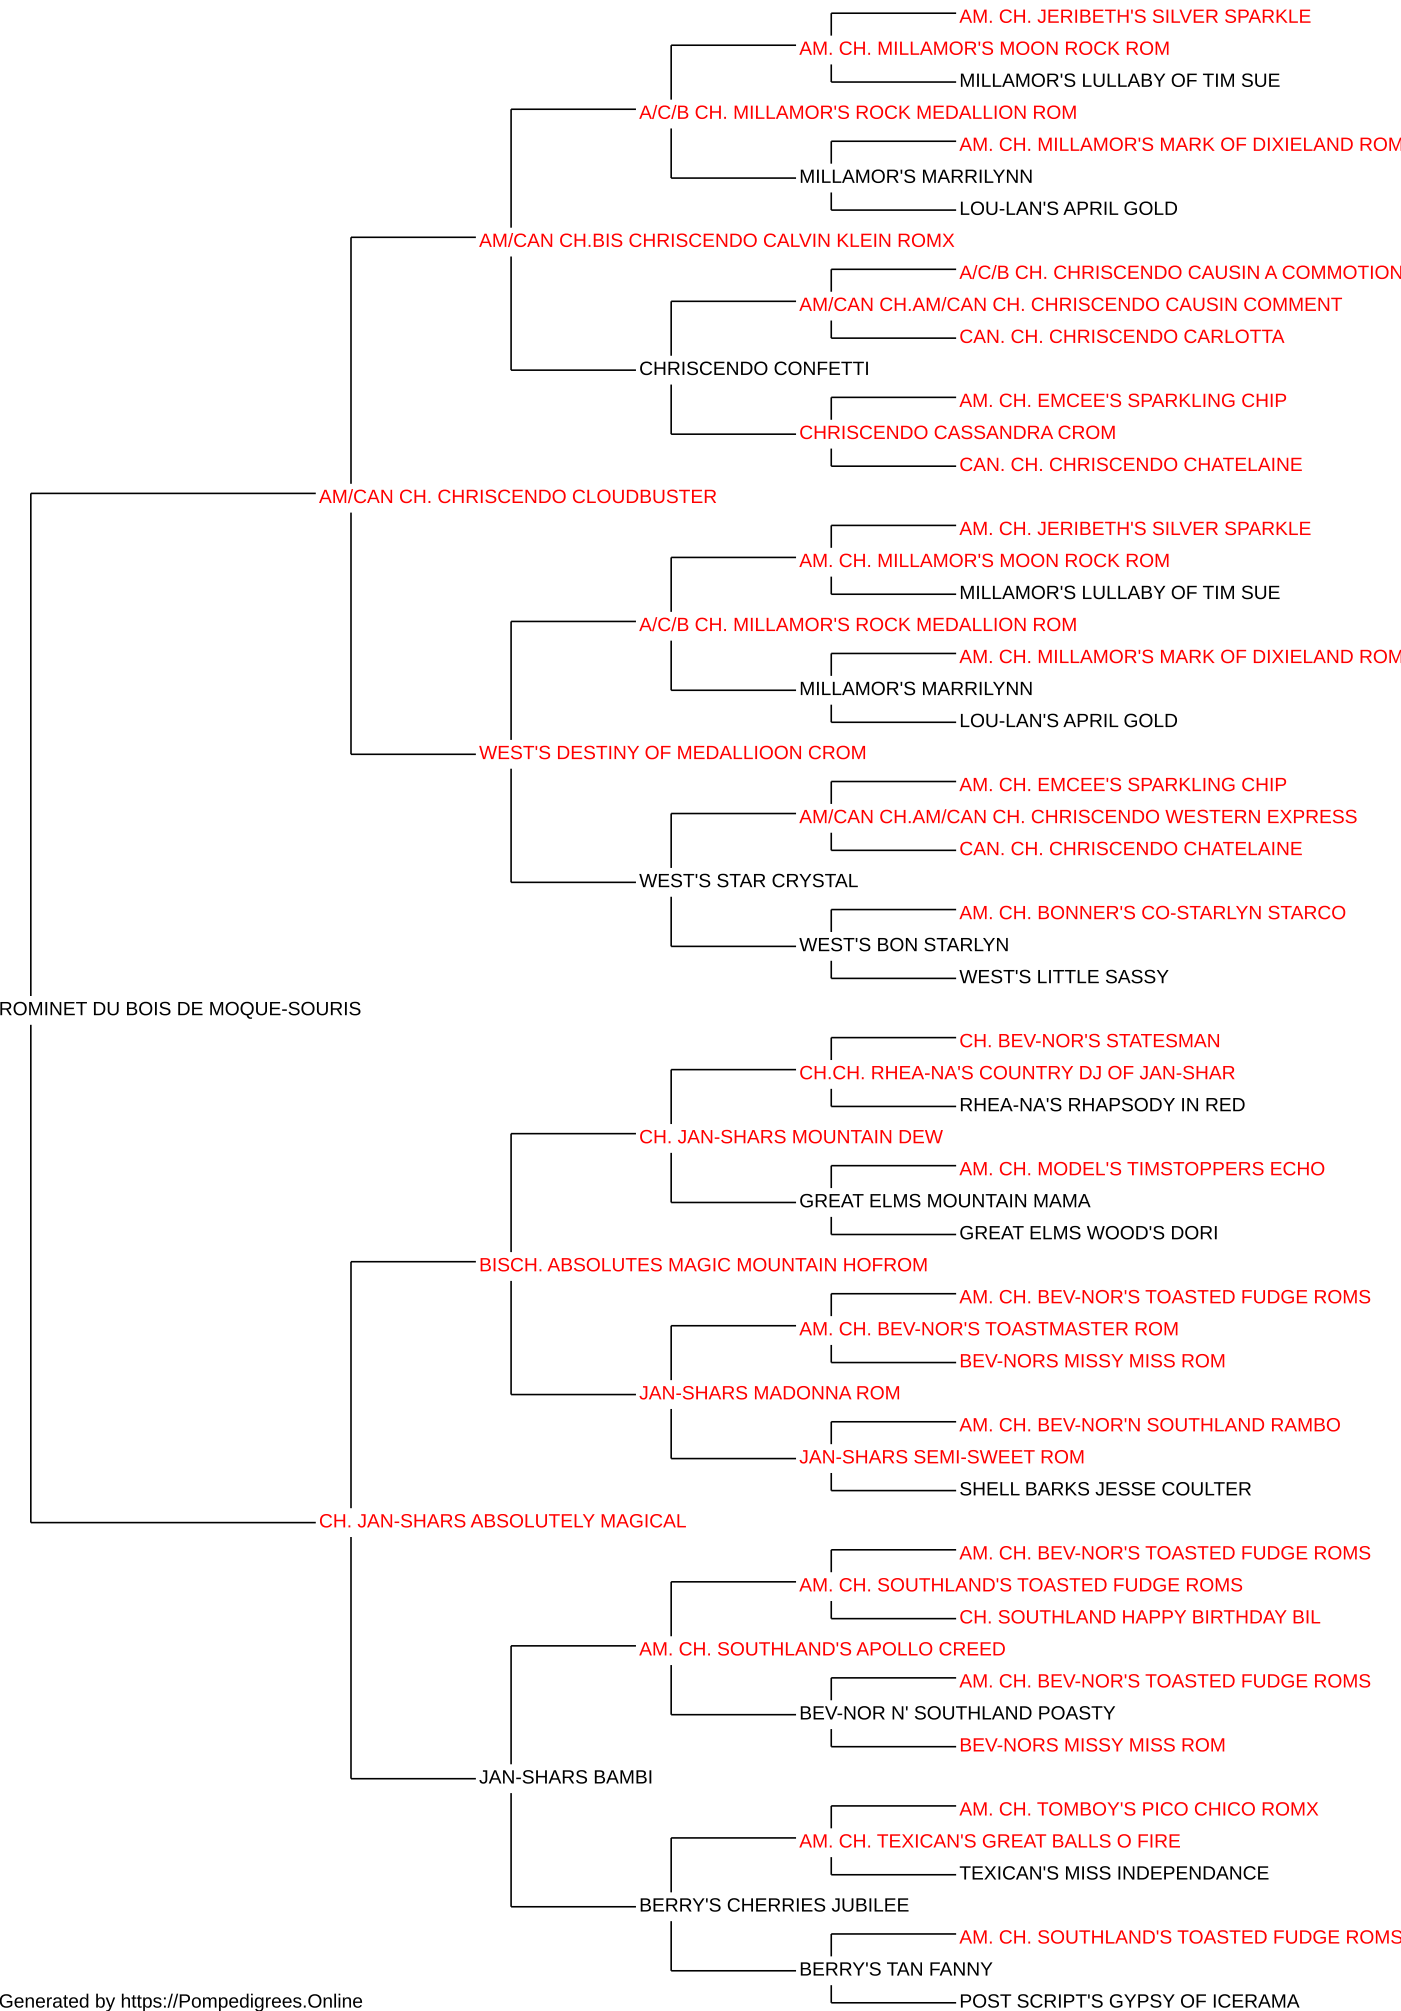 AM. CH. JERIBETH'S SILVER SPARKLE
AM. CH. MILLAMOR'S MOON ROCK ROM
MILLAMOR'S LULLABY OF TIM SUE
A/C/B CH. MILLAMOR'S ROCK MEDALLION ROM
AM. CH. MILLAMOR'S MARK OF DIXIELAND ROM
MILLAMOR'S MARRILYNN
LOU-LAN'S APRIL GOLD
AM/CAN CH.BIS CHRISCENDO CALVIN KLEIN ROMX
A/C/B CH. CHRISCENDO CAUSIN A COMMOTION
AM/CAN CH.AM/CAN CH. CHRISCENDO CAUSIN COMMENT
CAN. CH. CHRISCENDO CARLOTTA
CHRISCENDO CONFETTI
AM. CH. EMCEE'S SPARKLING CHIP
CHRISCENDO CASSANDRA CROM
CAN. CH. CHRISCENDO CHATELAINE
AM/CAN CH. CHRISCENDO CLOUDBUSTER
AM. CH. JERIBETH'S SILVER SPARKLE
AM. CH. MILLAMOR'S MOON ROCK ROM
MILLAMOR'S LULLABY OF TIM SUE
A/C/B CH. MILLAMOR'S ROCK MEDALLION ROM
AM. CH. MILLAMOR'S MARK OF DIXIELAND ROM
MILLAMOR'S MARRILYNN
LOU-LAN'S APRIL GOLD
WEST'S DESTINY OF MEDALLIOON CROM
AM. CH. EMCEE'S SPARKLING CHIP
AM/CAN CH.AM/CAN CH. CHRISCENDO WESTERN EXPRESS
CAN. CH. CHRISCENDO CHATELAINE
WEST'S STAR CRYSTAL
AM. CH. BONNER'S CO-STARLYN STARCO
WEST'S BON STARLYN
WEST'S LITTLE SASSY
ROMINET DU BOIS DE MOQUE-SOURIS
CH. BEV-NOR'S STATESMAN
CH.CH. RHEA-NA'S COUNTRY DJ OF JAN-SHAR
RHEA-NA'S RHAPSODY IN RED
CH. JAN-SHARS MOUNTAIN DEW
AM. CH. MODEL'S TIMSTOPPERS ECHO
GREAT ELMS MOUNTAIN MAMA
GREAT ELMS WOOD'S DORI
BISCH. ABSOLUTES MAGIC MOUNTAIN HOFROM
AM. CH. BEV-NOR'S TOASTED FUDGE ROMS
AM. CH. BEV-NOR'S TOASTMASTER ROM
BEV-NORS MISSY MISS ROM
JAN-SHARS MADONNA ROM
AM. CH. BEV-NOR'N SOUTHLAND RAMBO
JAN-SHARS SEMI-SWEET ROM
SHELL BARKS JESSE COULTER
CH. JAN-SHARS ABSOLUTELY MAGICAL
AM. CH. BEV-NOR'S TOASTED FUDGE ROMS
AM. CH. SOUTHLAND'S TOASTED FUDGE ROMS
CH. SOUTHLAND HAPPY BIRTHDAY BIL
AM. CH. SOUTHLAND'S APOLLO CREED
AM. CH. BEV-NOR'S TOASTED FUDGE ROMS
BEV-NOR N' SOUTHLAND POASTY
BEV-NORS MISSY MISS ROM
JAN-SHARS BAMBI
AM. CH. TOMBOY'S PICO CHICO ROMX
AM. CH. TEXICAN'S GREAT BALLS O FIRE
TEXICAN'S MISS INDEPENDANCE
BERRY'S CHERRIES JUBILEE
AM. CH. SOUTHLAND'S TOASTED FUDGE ROMS
BERRY'S TAN FANNY
POST SCRIPT'S GYPSY OF ICERAMA
Generated by https://Pompedigrees.Online